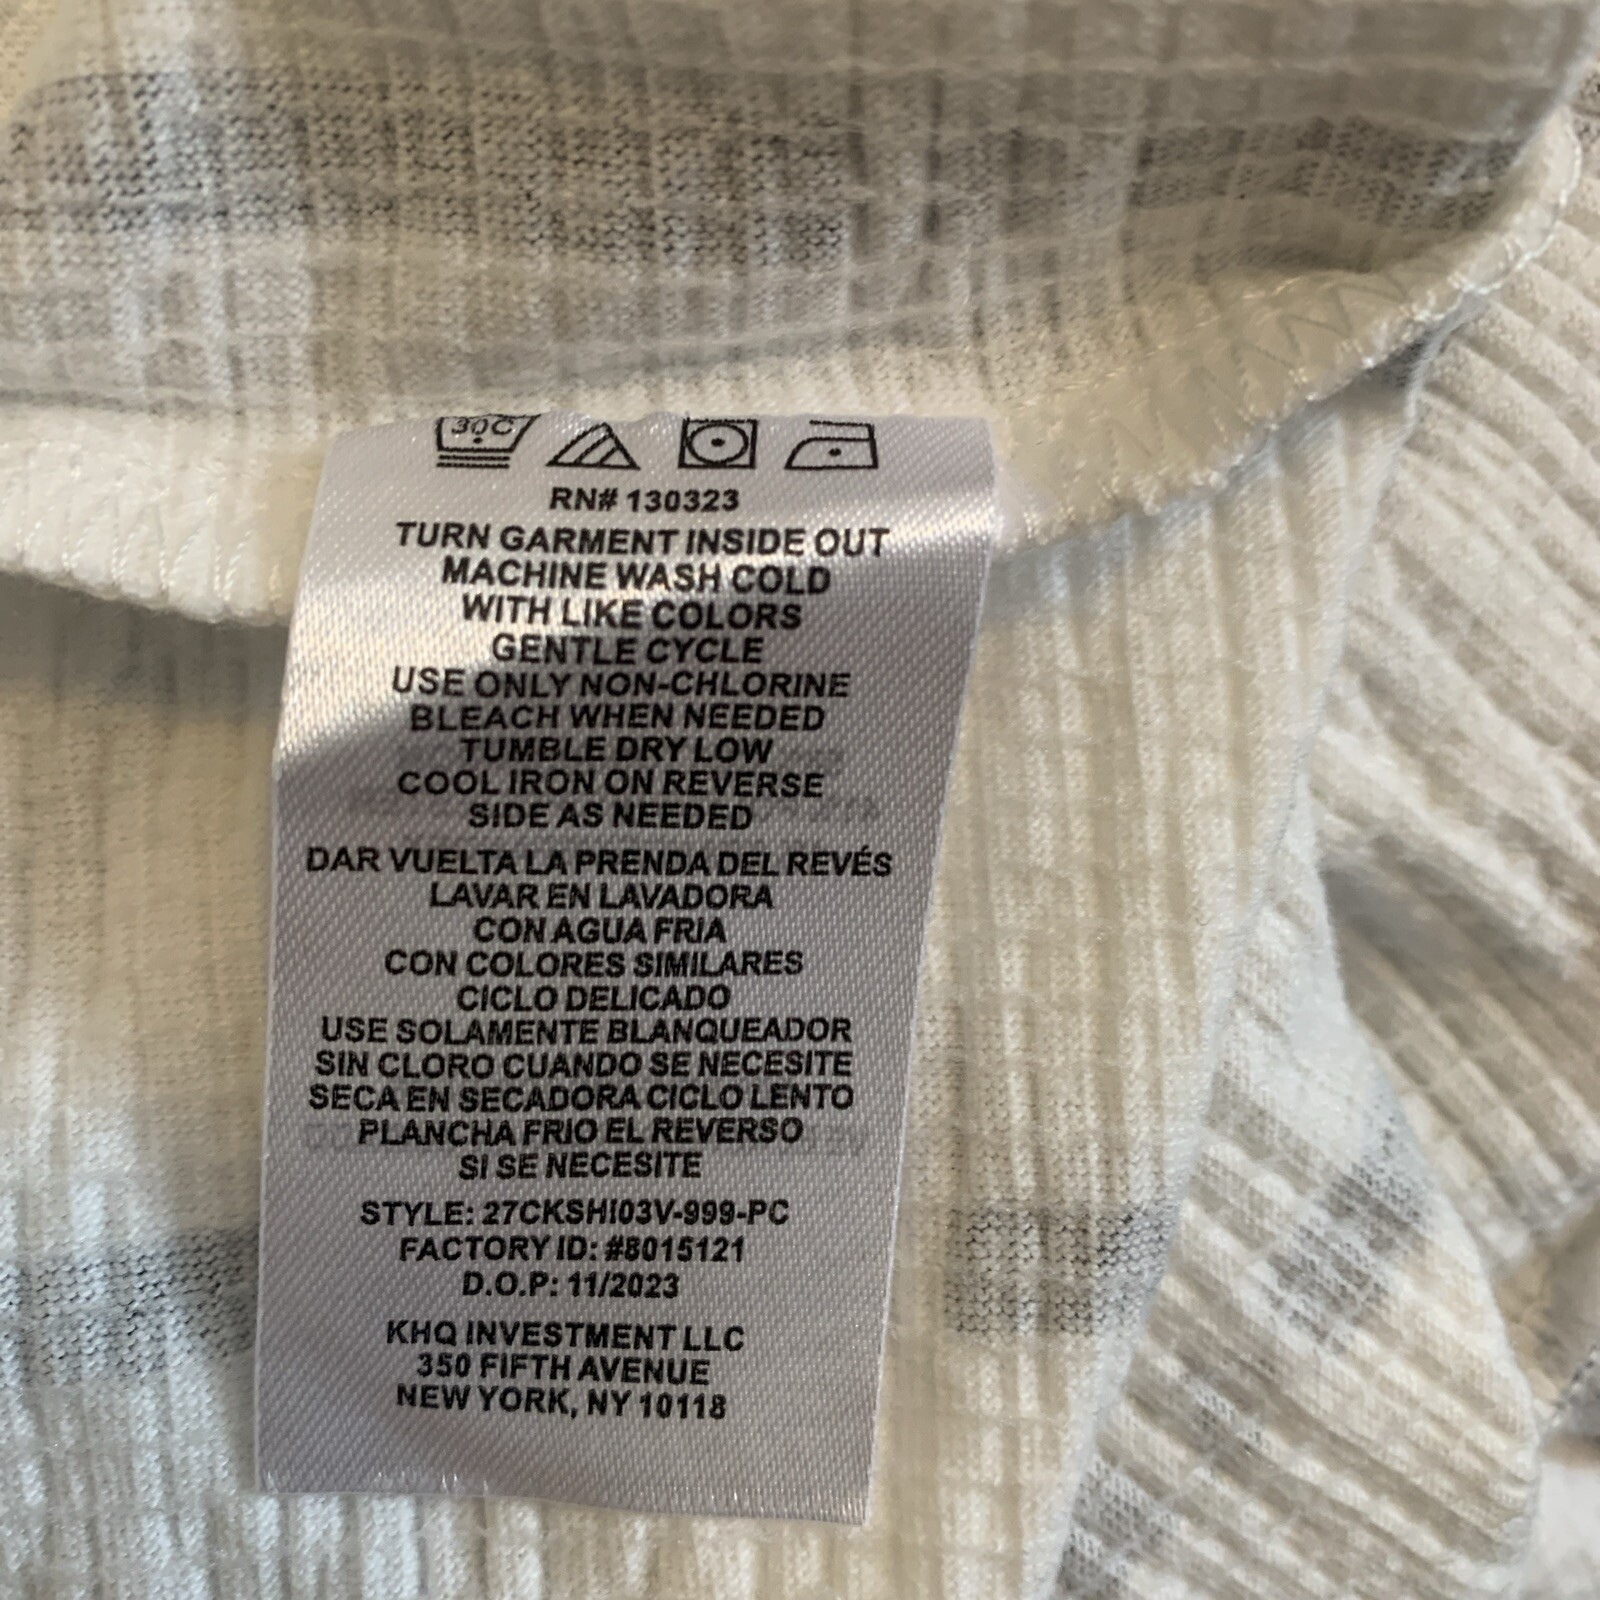 30C
RN# 130323
TURN GARMENT INSIDE OUT
MACHINE WASH COLD
WITH LIKE COLORS
GENTLE CYCLE
USE ONLY NON-CHLORINE
BLEACH WHEN NEEDED
TUMBLE DRY LOW
COOL IRON ON REVERSE
SIDE AS NEEDED
DAR VUELTA LA PRENDA DEL REVÉS
LAVAR EN LAVADORA
CON AGUA FRIA
CON COLORES SIMILARES
CICLO DELICADO
USE SOLAMENTE BLANQUEADOR
SIN CLORO CUANDO SE NECESITE
SECA EN SECADORA CICLO LENTO
PLANCHA FRIO EL REVERSO
SI SE NECESITE
STYLE: 27CKSHI03V-999-PC
FACTORY ID: #8015121
D.O.P: 11/2023
KHQ INVESTMENT LLC
350 FIFTH AVENUE
NEW YORK, NY 10118